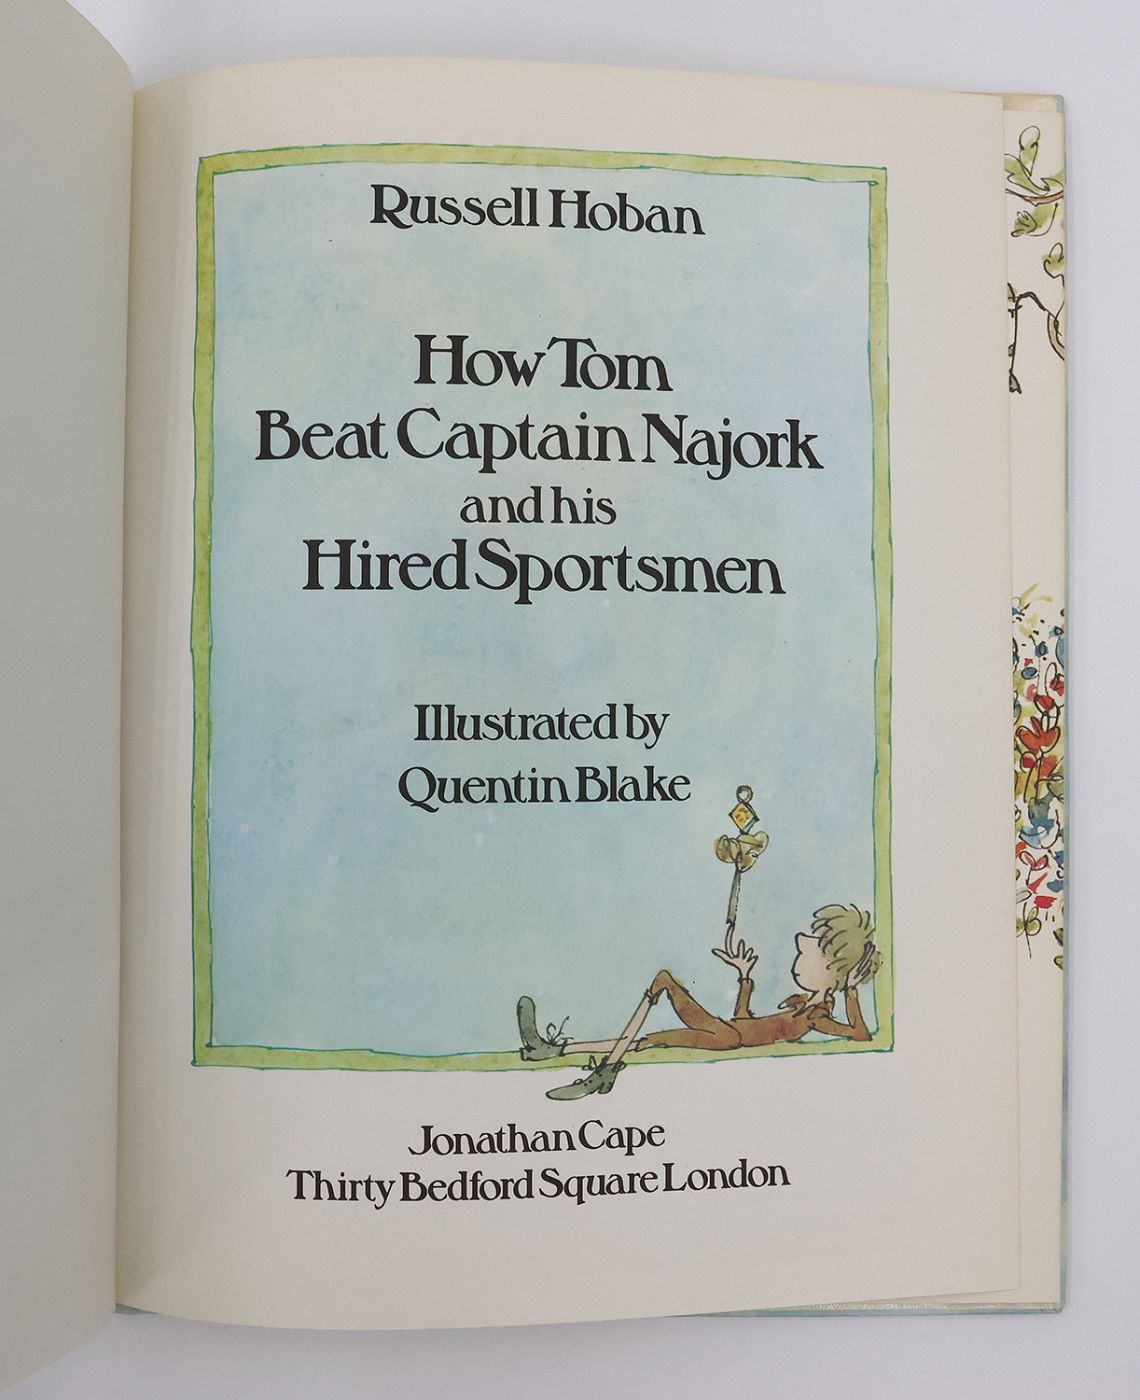 Russell Hoban
How Tom
Beat Captain Najork
and his
Hired Sportsmen
Illustrated by
Quentin Blake
Jonathan Cape
Thirty Bedford Square London